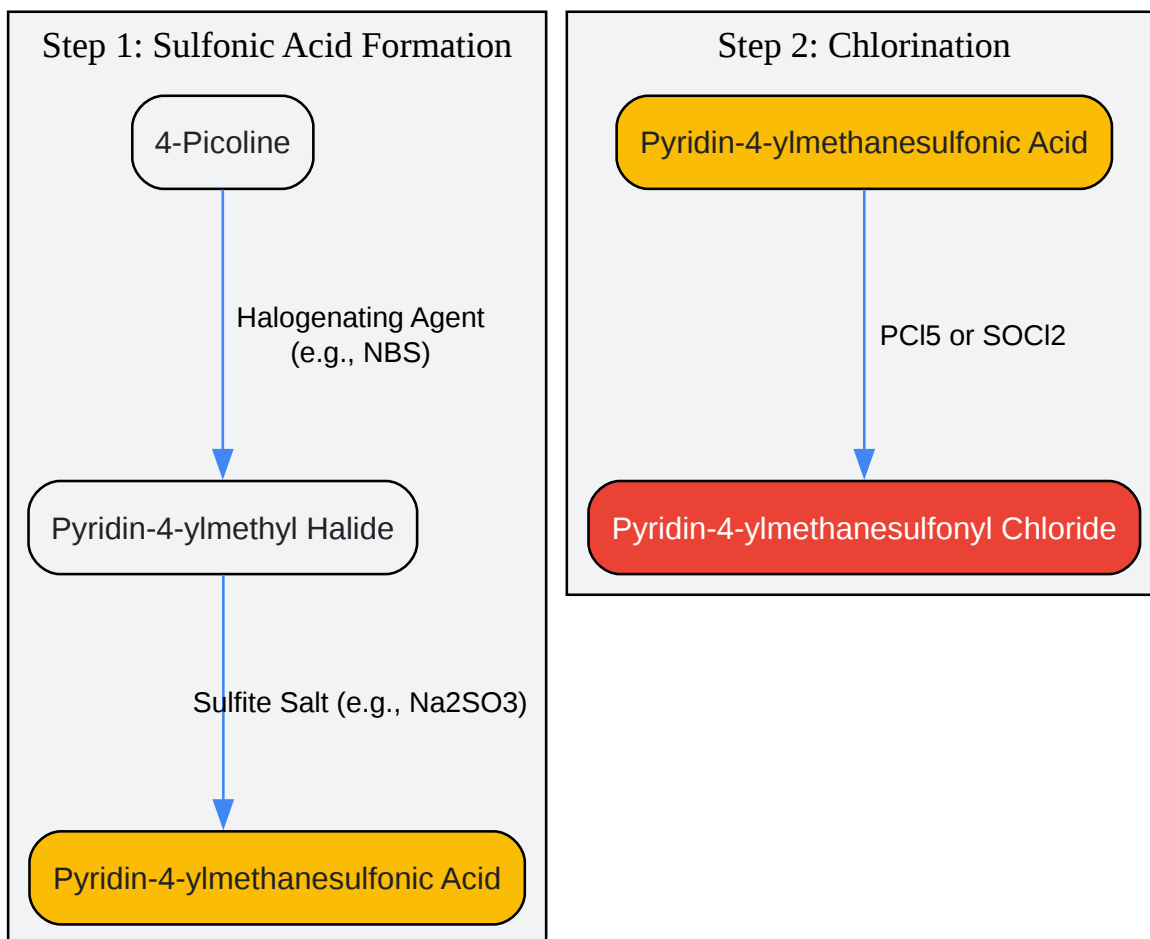 Step 1: Sulfonic Acid Formation
4-Picoline
Halogenating Agent
(e.g., NBS)
Pyridin-4-ylmethyl Halide
Sulfite Salt (e.g., Na2SO3)
Pyridin-4-ylmethanesulfonic Acid
Step 2: Chlorination
Pyridin-4-ylmethanesulfonic Acid
PCl5 or SOCl2
Pyridin-4-ylmethanesulfonyl Chloride